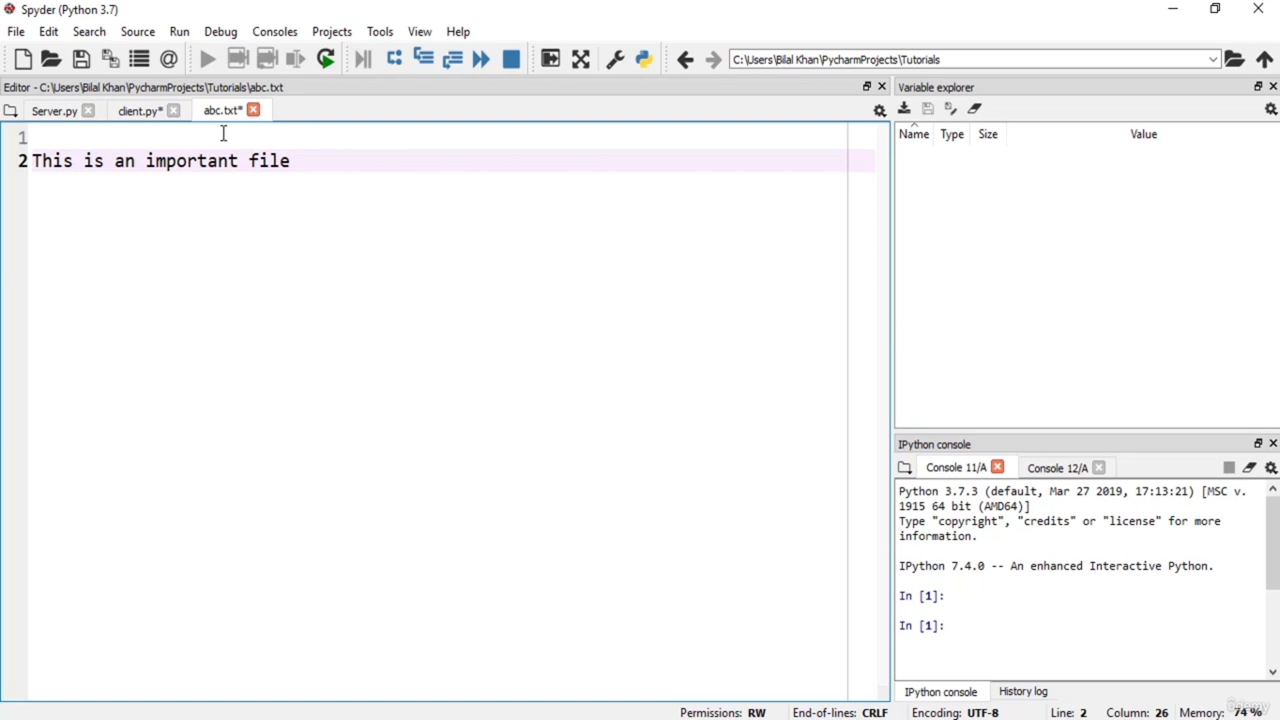 Spyder (Python 3.7)
File Edit Search Source Run Debug Consoles Projects Tools View Help
C:\Users\Bilal Khan\PycharmProjects\Tutorials
Editor - C:\Users\Bilal Khan\PycharmProjects\Tutorials\abc.txt
Server.py client.py* abc.txt*
1
2 This is an important file
Variable explorer
Name Type Size Value
IPython console
Console 11/A Console 12/A
Python 3.7.3 (default, Mar 27 2019, 17:13:21) [MSC v.
1915 64 bit (AMD64)]
Type "copyright", "credits" or "license" for more
information.
IPython 7.4.0 -- An enhanced Interactive Python.
In [1]:
In [1]:
IPython console History log
Permissions: RW End-of-lines: CRLF Encoding: UTF-8 Line: 2 Column: 26 Memory: 74 %
ûdemy